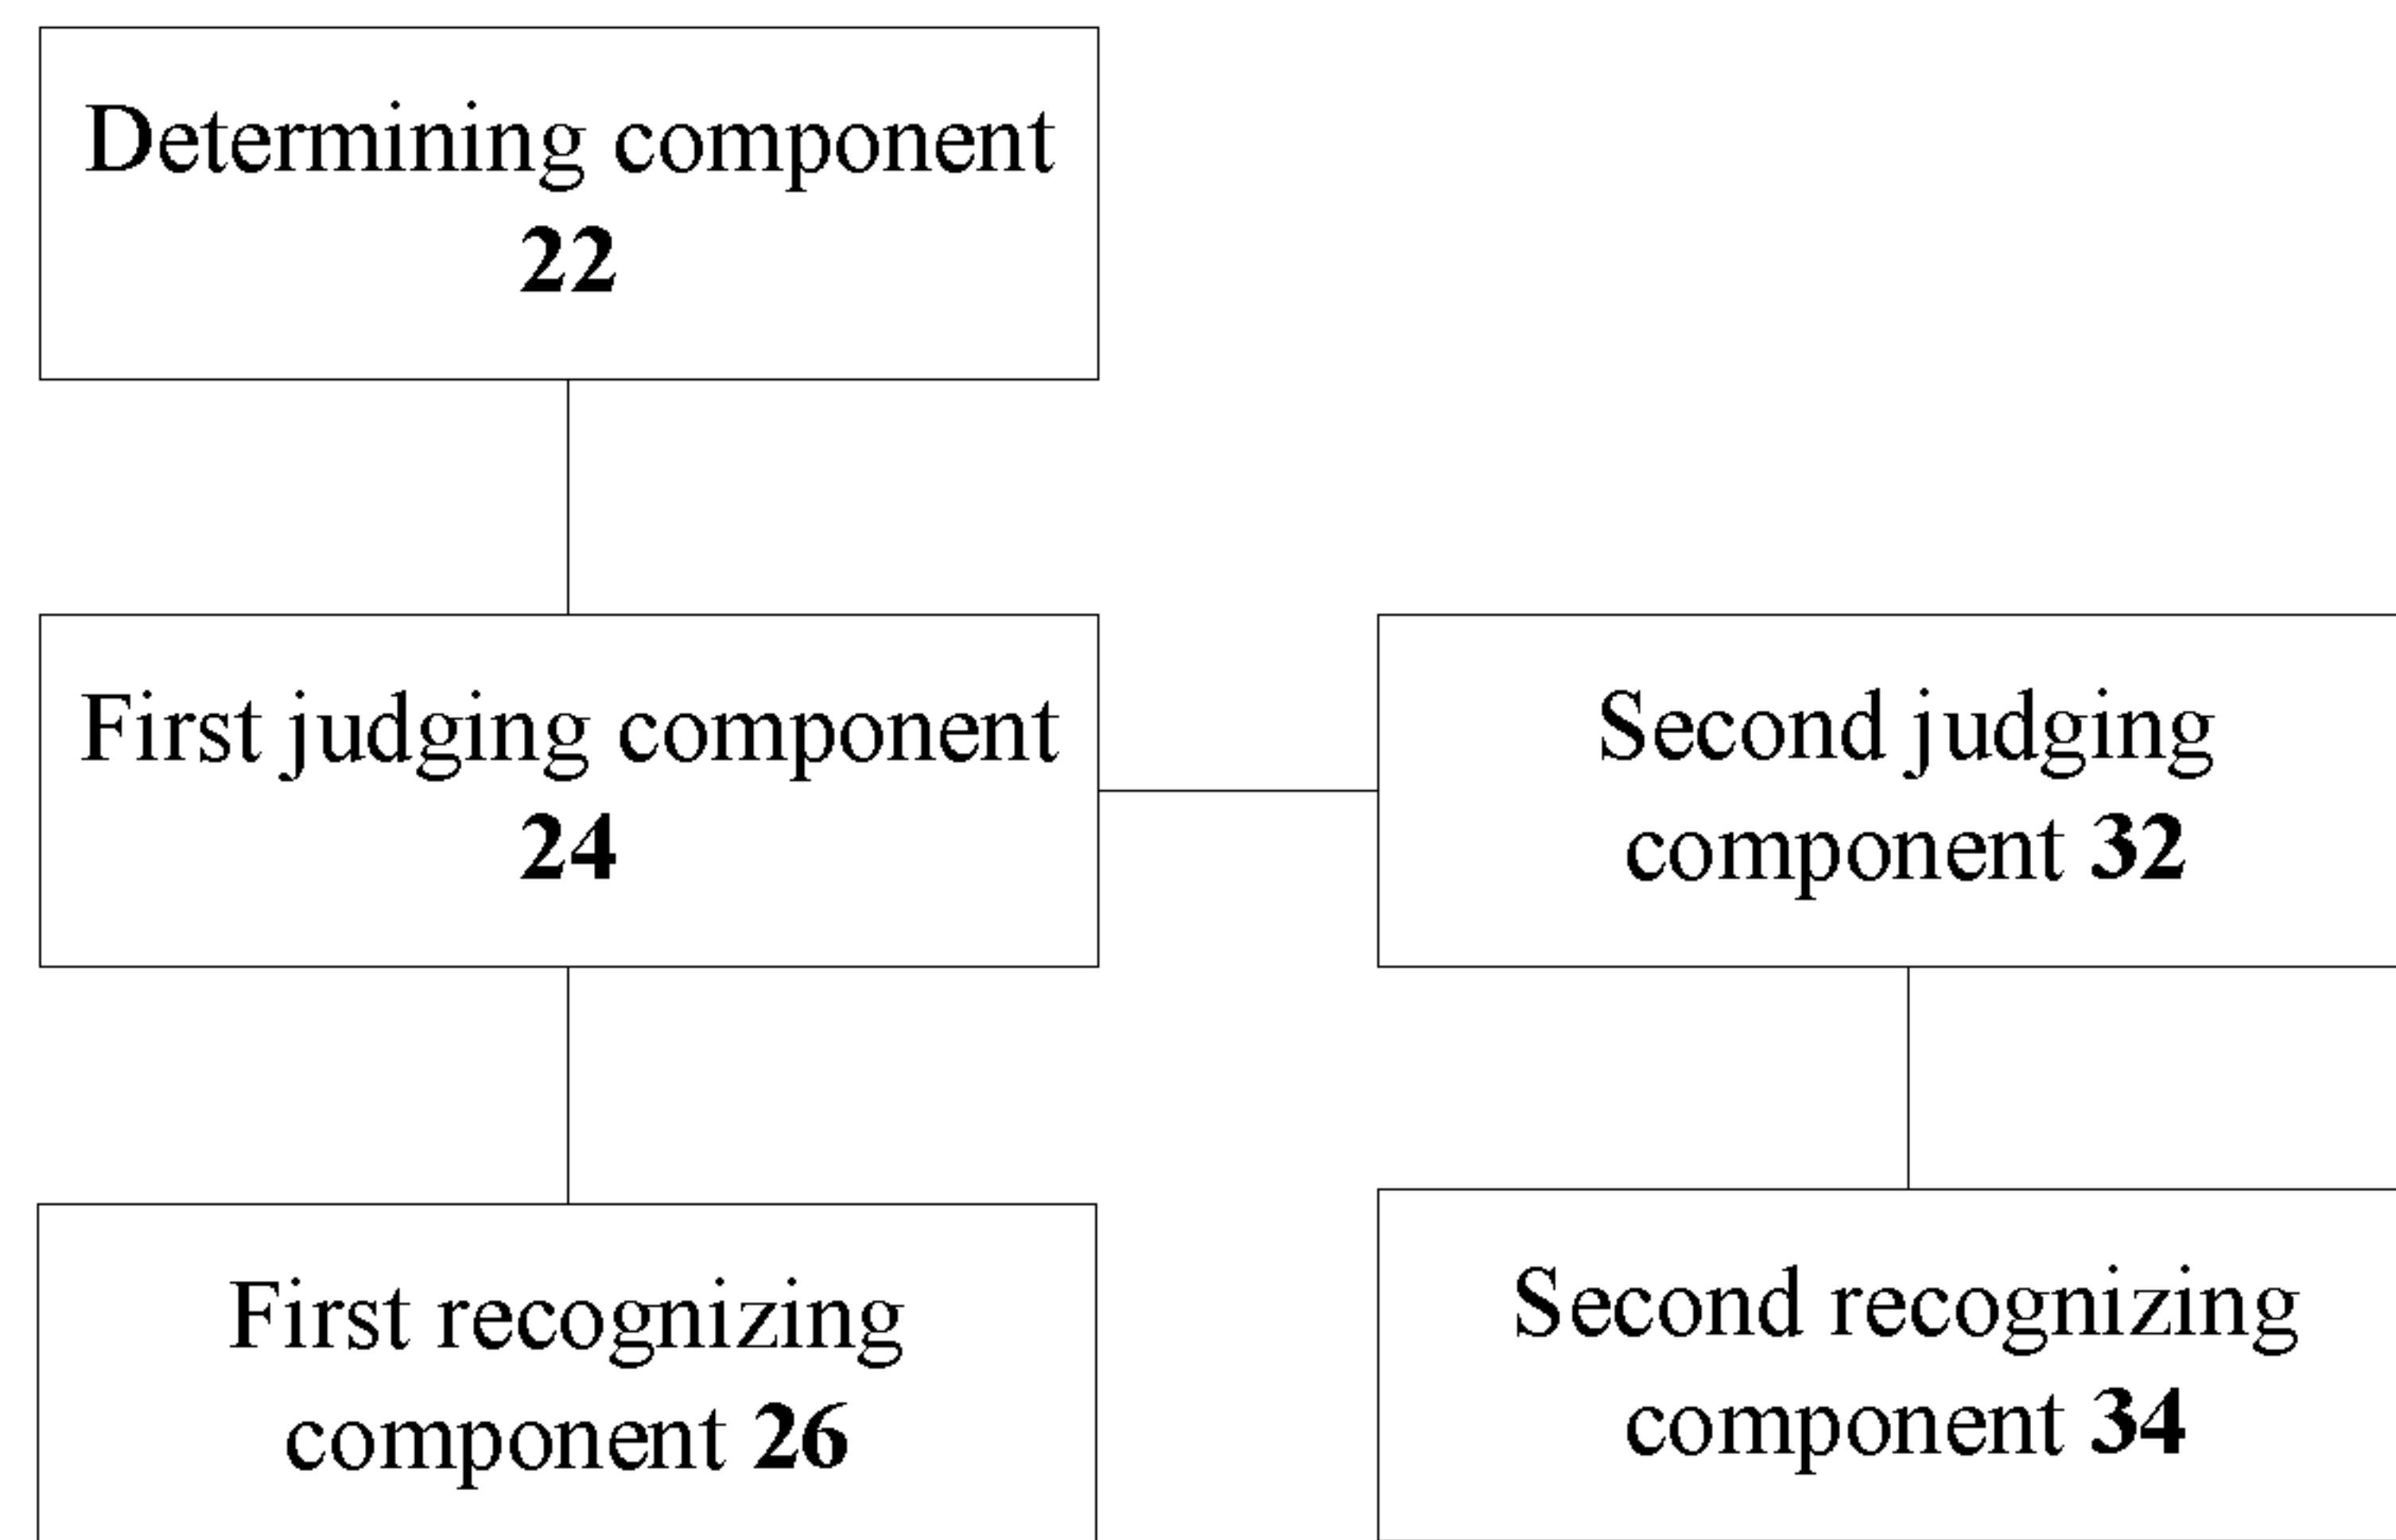 Determining component
22
First judging component
24
Second judging
component 32
First recognizing
component 26
Second recognizing
component 34